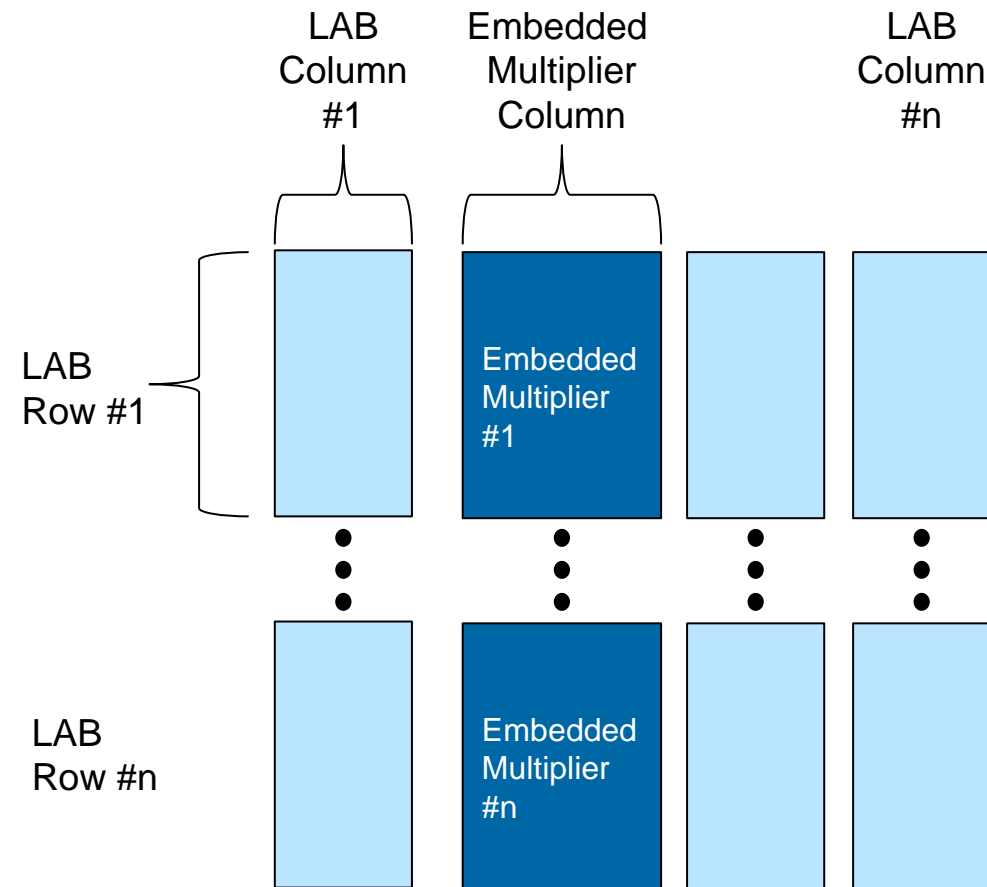 LAB
Column
#1
Embedded
Multiplier
Column
LAB
Column
#n
LAB
Row #1
Embedded
Multiplier
#1
LAB
Row #n
Embedded
Multiplier
#n